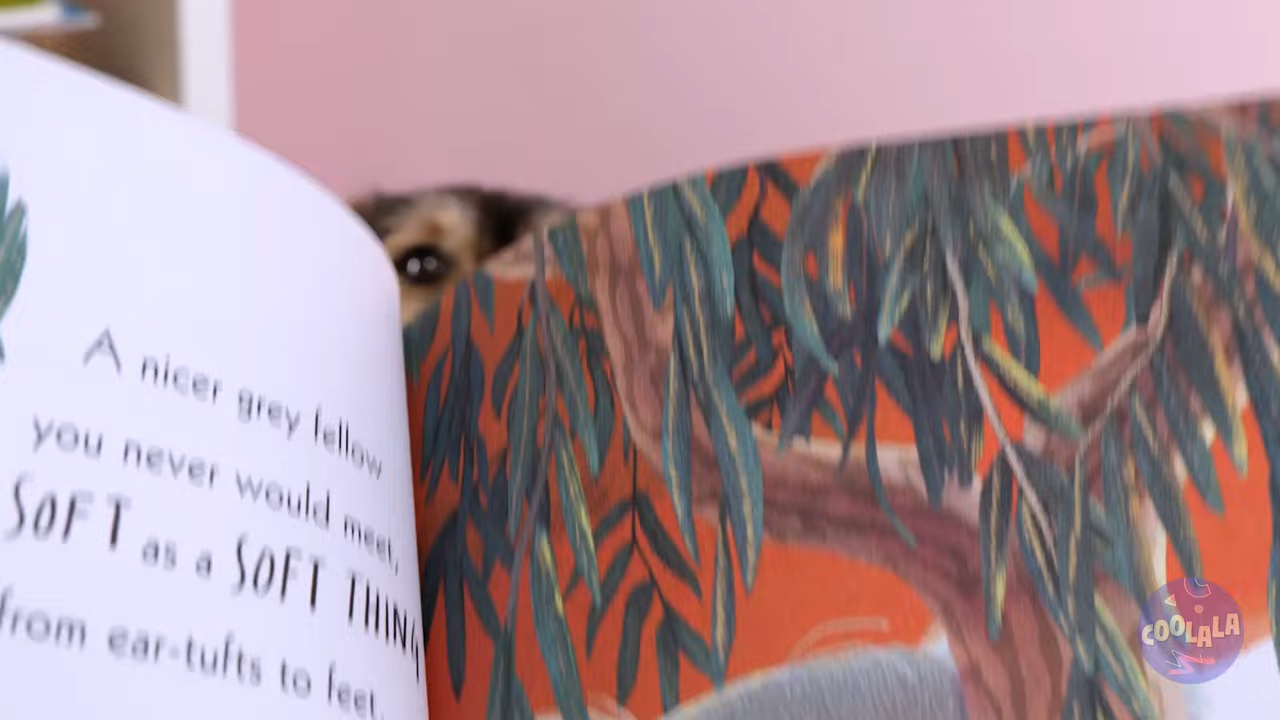 A nicer grey fellow
you never would meet,
SOFT as a SOFT THING
from ear-tufts to feet.
COOLALA